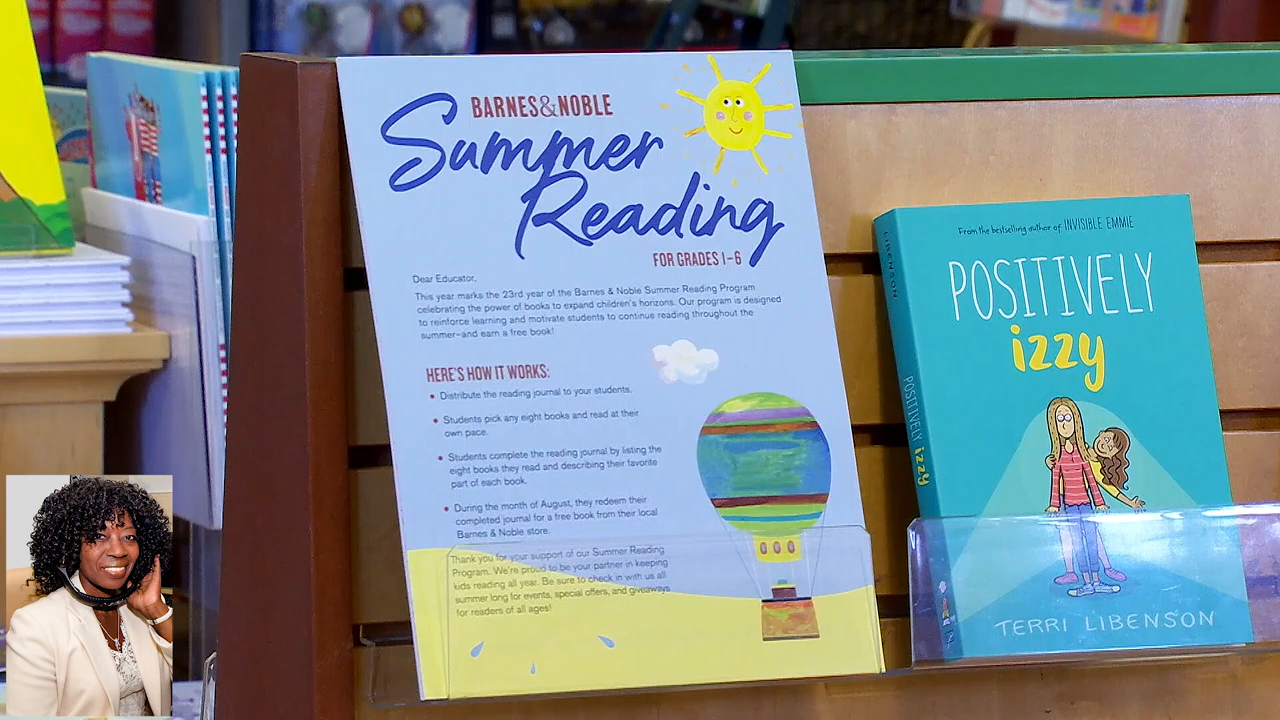 BARNES&NOBLE
Summer
Reading
FOR GRADES 1–6
Dear Educator,
This year marks the 23rd year of the Barnes & Noble Summer Reading Program
celebrating the power of books to expand children's horizons. Our program is designed
to reinforce learning and motivate students to continue reading throughout the
summer–and earn a free book!
HERE'S HOW IT WORKS:
• Distribute the reading journal to your students.
• Students pick any eight books and read at their
own pace.
• Students complete the reading journal by listing the
eight books they read and describing their favorite
part of each book.
• During the month of August, they redeem their
completed journal for a free book from their local
Barnes & Noble store.
Thank you for your support of our Summer Reading
Program. We're proud to be your partner in keeping
kids reading all year. Be sure to check in with us all
summer long for events, special offers, and giveaways
for readers of all ages!
LIBENSON
POSITIVELY izzy
From the bestselling author of INVISIBLE EMMIE
POSITIVELY
izzy
TERRI LIBENSON